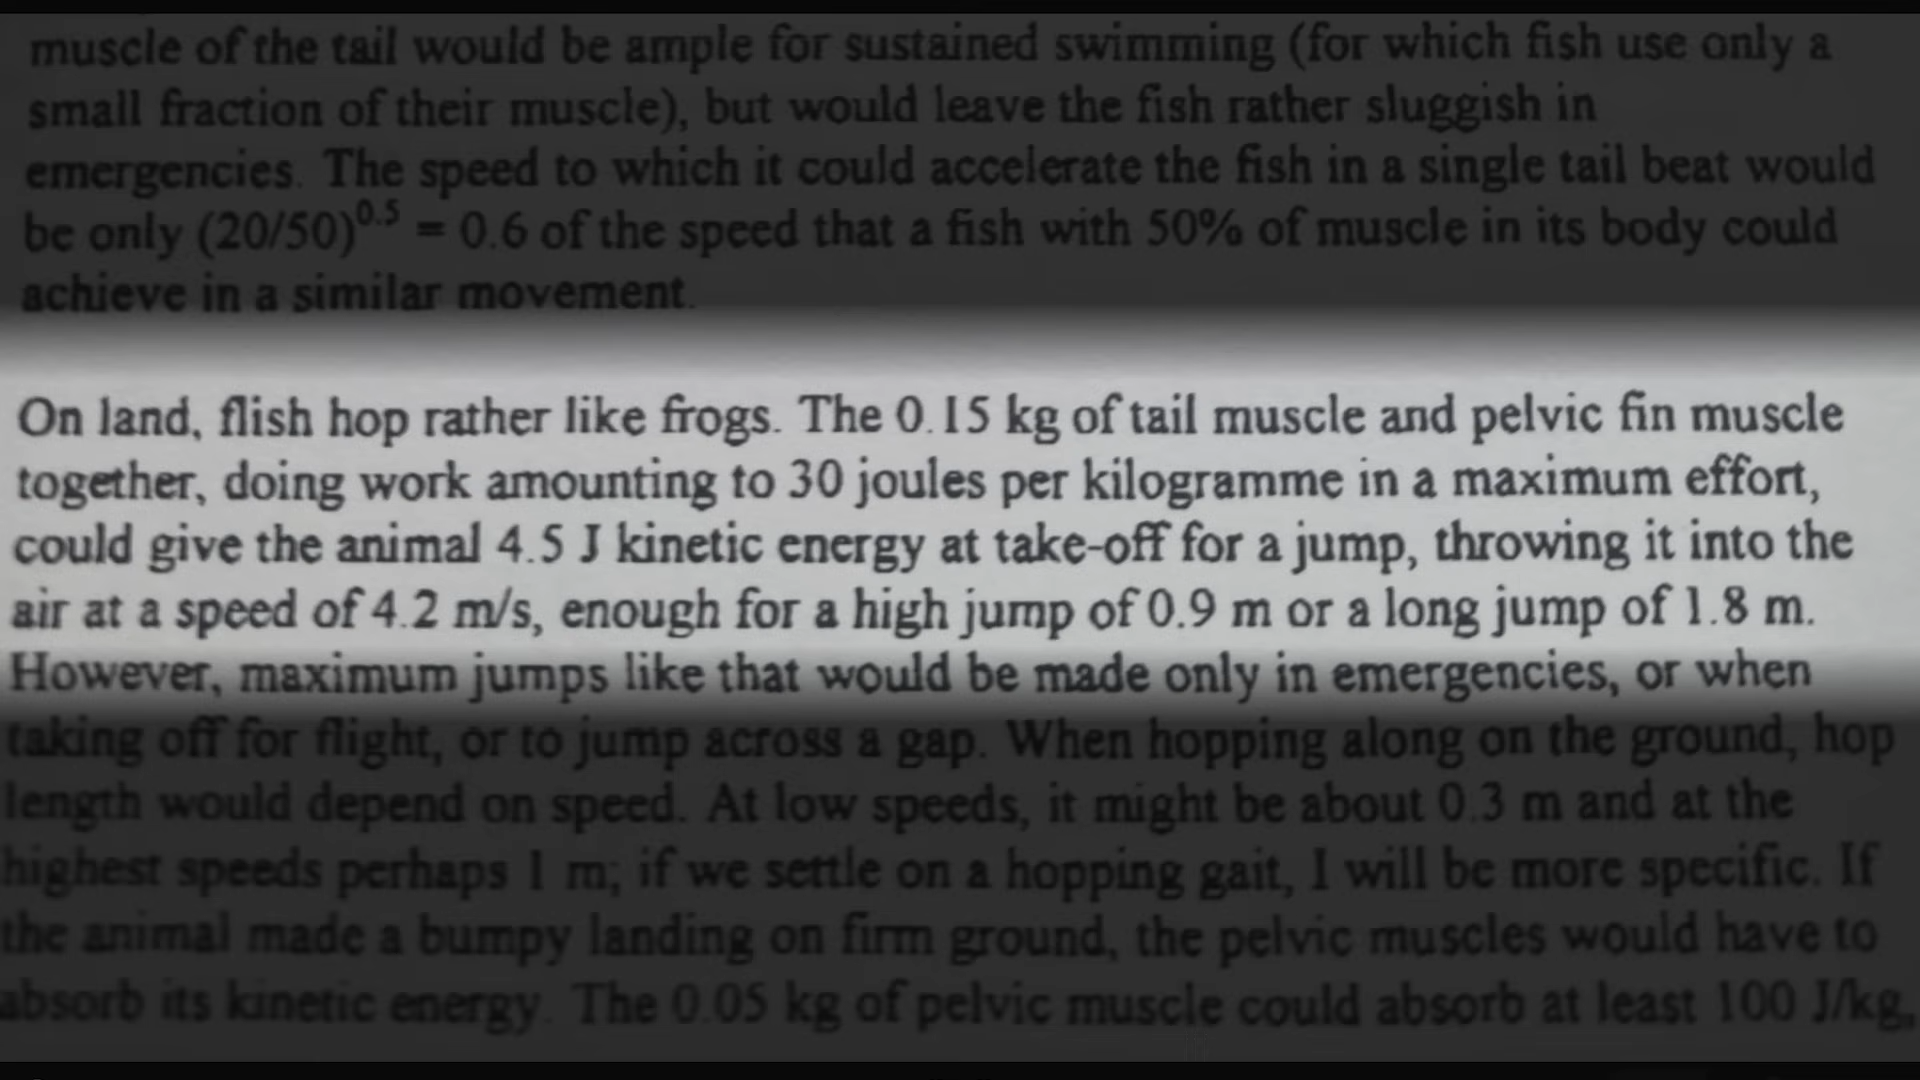 muscle of the tail would be ample for sustained swimming (for which fish use only a
small fraction of their muscle), but would leave the fish rather sluggish in
emergencies. The speed to which it could accelerate the fish in a single tail beat would
be only (20/50)^0.5 = 0.6 of the speed that a fish with 50% of muscle in its body could
achieve in a similar movement.
On land, flish hop rather like frogs. The 0.15 kg of tail muscle and pelvic fin muscle
together, doing work amounting to 30 joules per kilogramme in a maximum effort,
could give the animal 4.5 J kinetic energy at take-off for a jump, throwing it into the
air at a speed of 4.2 m/s, enough for a high jump of 0.9 m or a long jump of 1.8 m.
However, maximum jumps like that would be made only in emergencies, or when
taking off for flight, or to jump across a gap. When hopping along on the ground, hop
length would depend on speed. At low speeds, it might be about 0.3 m and at the
highest speeds perhaps 1 m; if we settle on a hopping gait, I will be more specific. If
the animal made a bumpy landing on firm ground, the pelvic muscles would have to
absorb its kinetic energy. The 0.05 kg of pelvic muscle could absorb at least 100 J/kg,